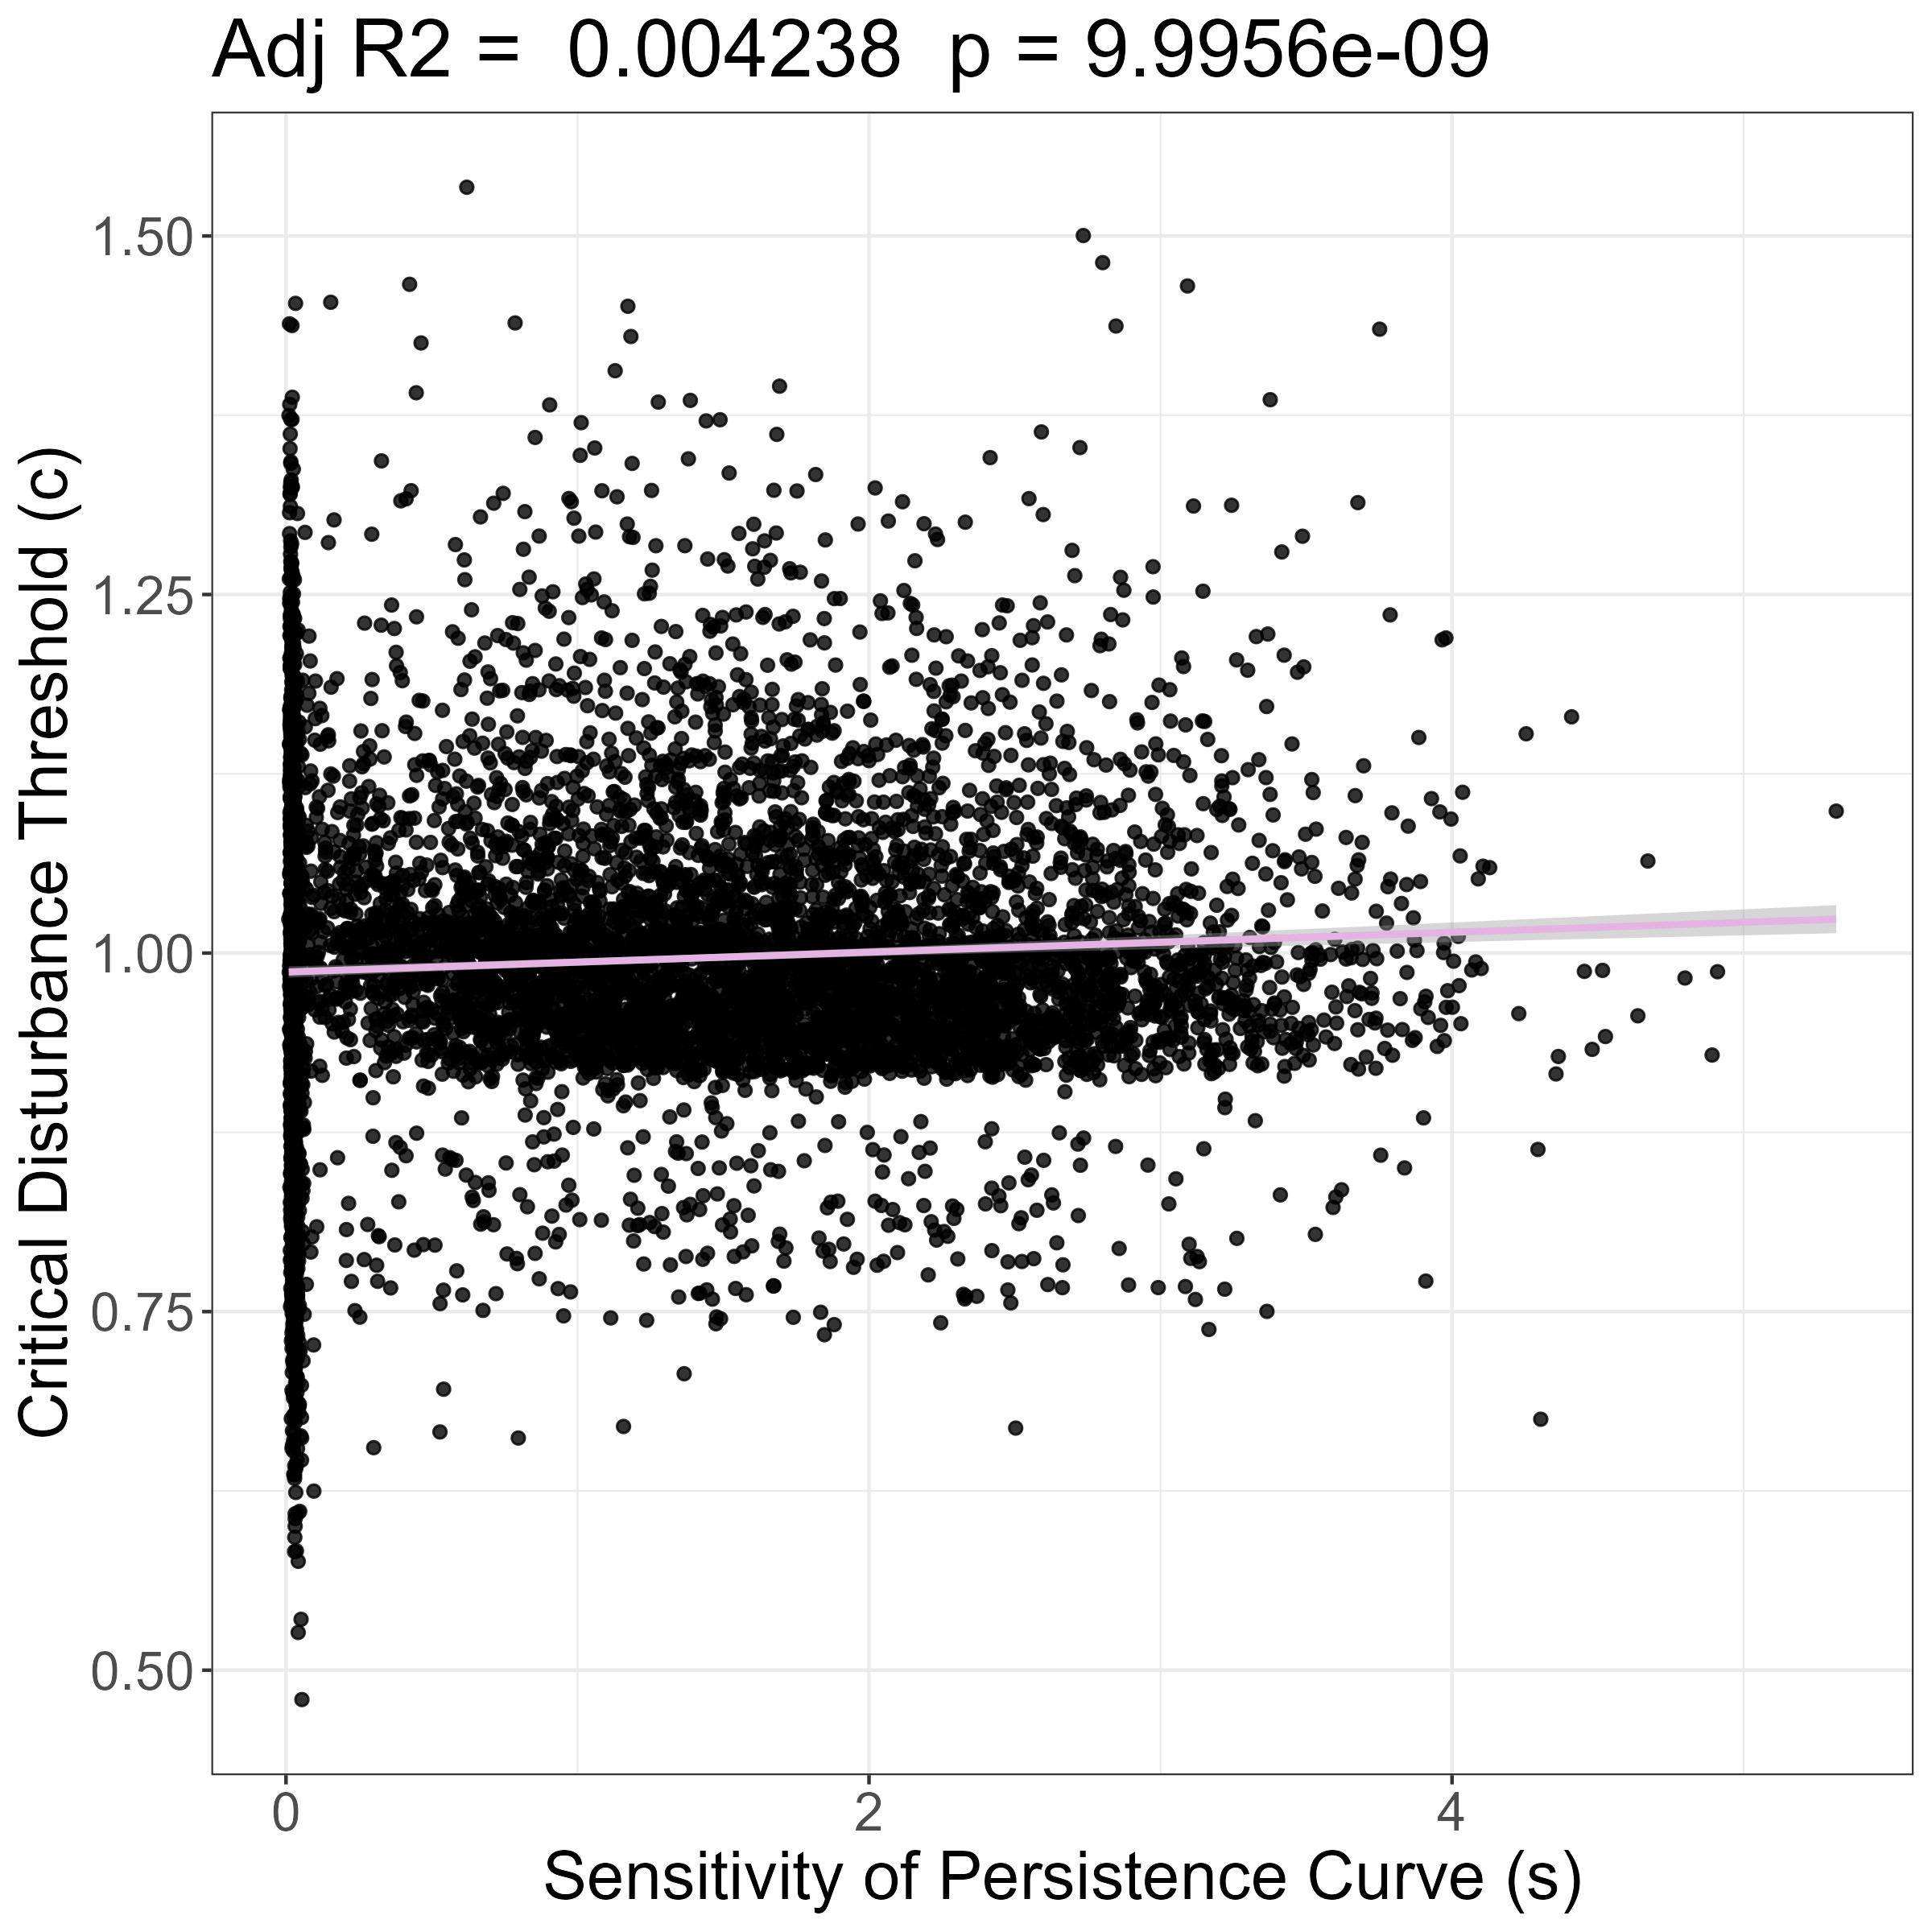 Adj R2 =  0.004238  p = 9.9956e-09
Critical Disturbance Threshold (c)
1.50
1.25
1.00
0.75
0.50
0
2
4
Sensitivity of Persistence Curve (s)